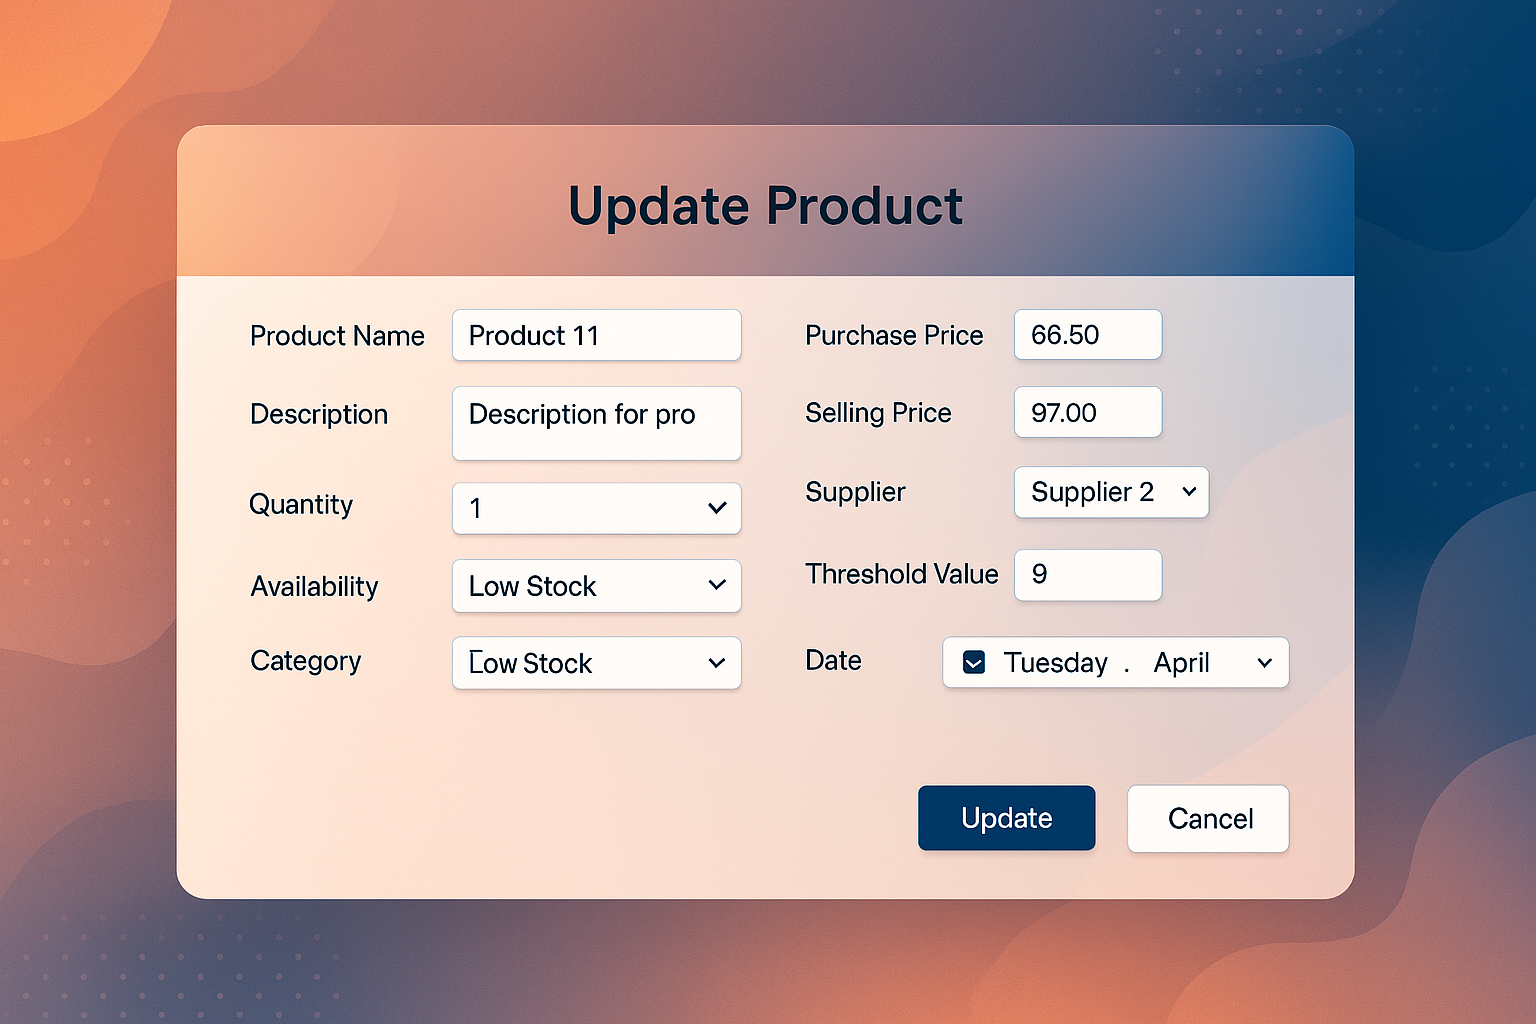 Update Product
Product Name Product 11
Description Description for pro
Quantity 1
Availability Low Stock
Category Low Stock
Purchase Price 66.50
Selling Price 97.00
Supplier Supplier 2
Threshold Value 9
Date Tuesday . April
Update Cancel